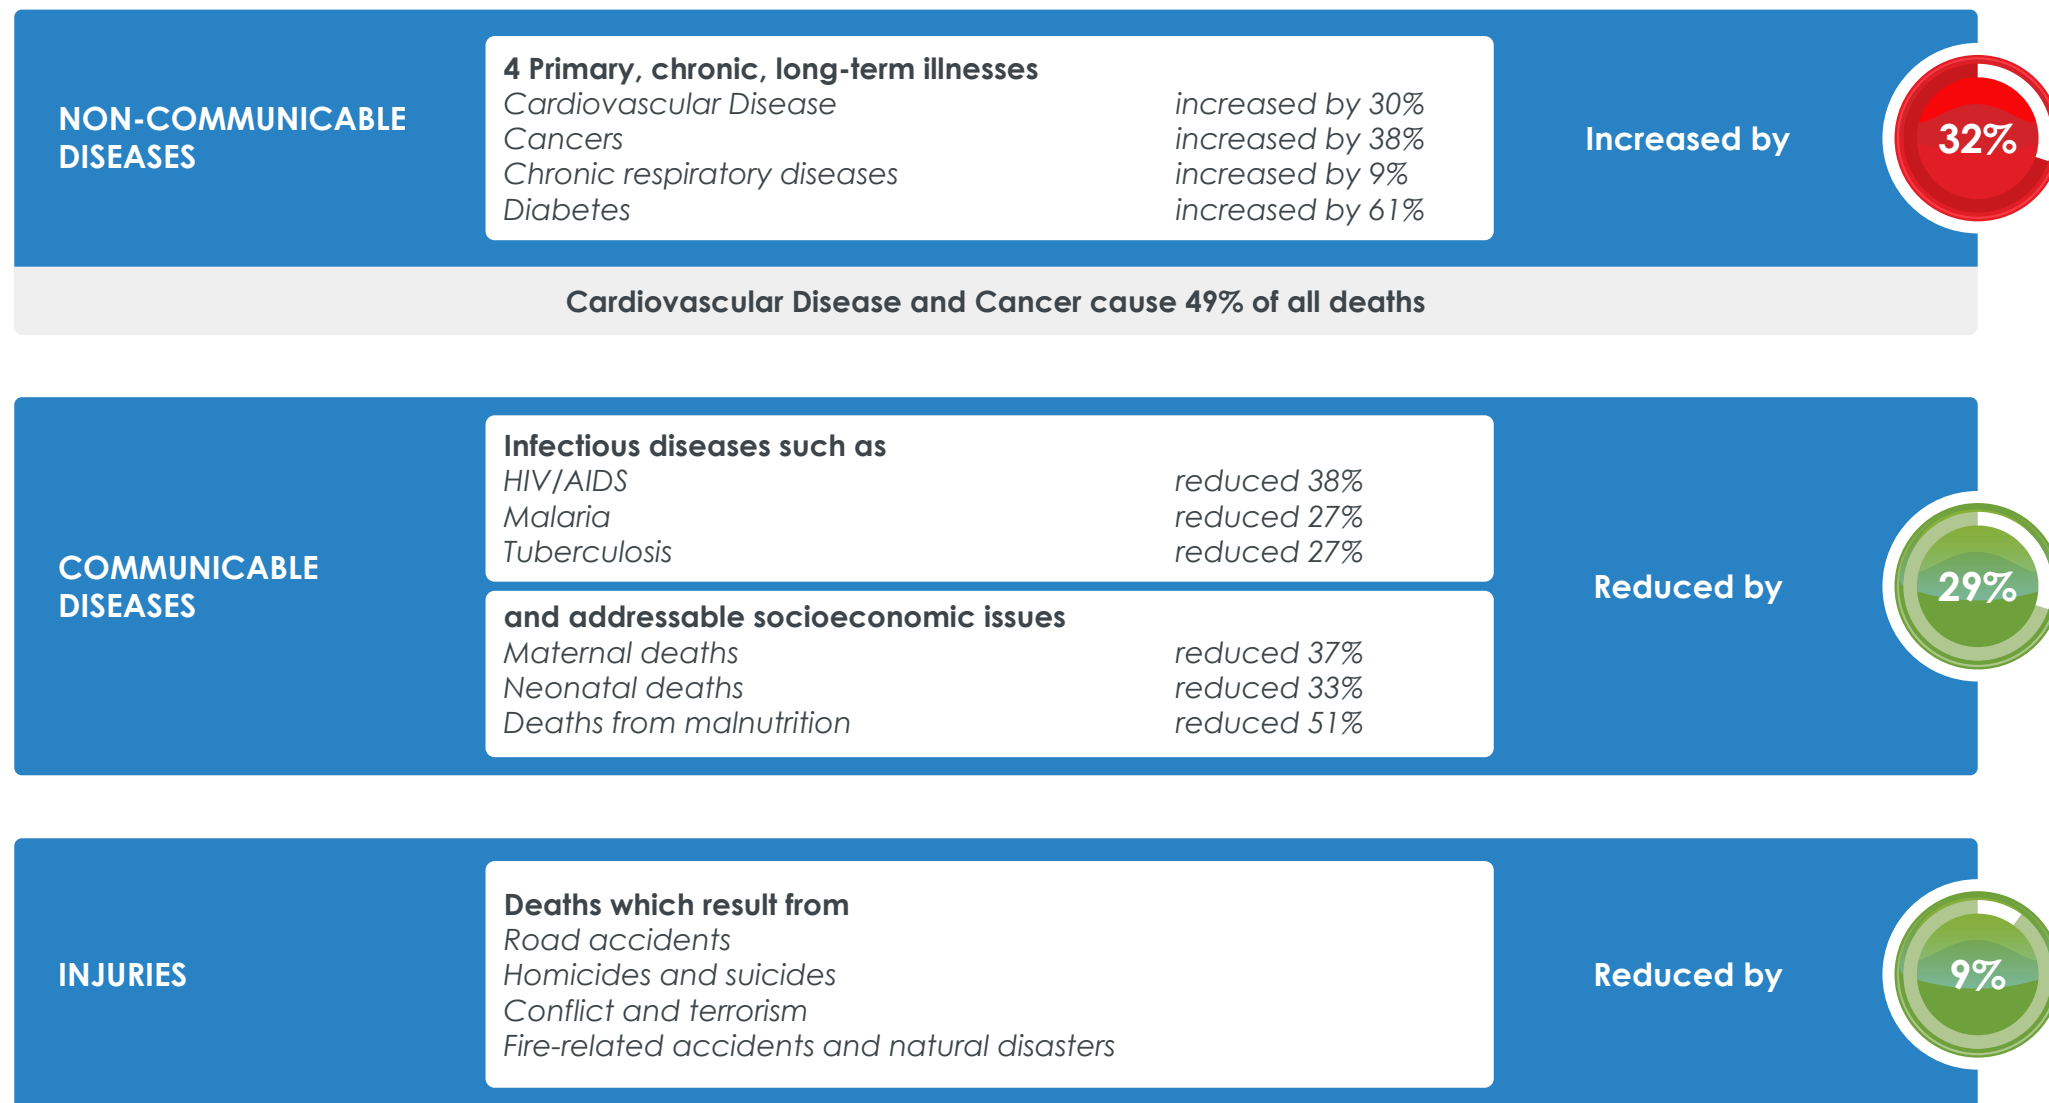 NON-COMMUNICABLE
DISEASES
4 Primary, chronic, long-term illnesses
Cardiovascular Disease increased by 30%
Cancers increased by 38%
Chronic respiratory diseases increased by 9%
Diabetes increased by 61%
Increased by
32%
Cardiovascular Disease and Cancer cause 49% of all deaths
COMMUNICABLE
DISEASES
Infectious diseases such as
HIV/AIDS reduced 38%
Malaria reduced 27%
Tuberculosis reduced 27%
and addressable socioeconomic issues
Maternal deaths reduced 37%
Neonatal deaths reduced 33%
Deaths from malnutrition reduced 51%
Reduced by
29%
INJURIES
Deaths which result from
Road accidents
Homicides and suicides
Conflict and terrorism
Fire-related accidents and natural disasters
Reduced by
9%